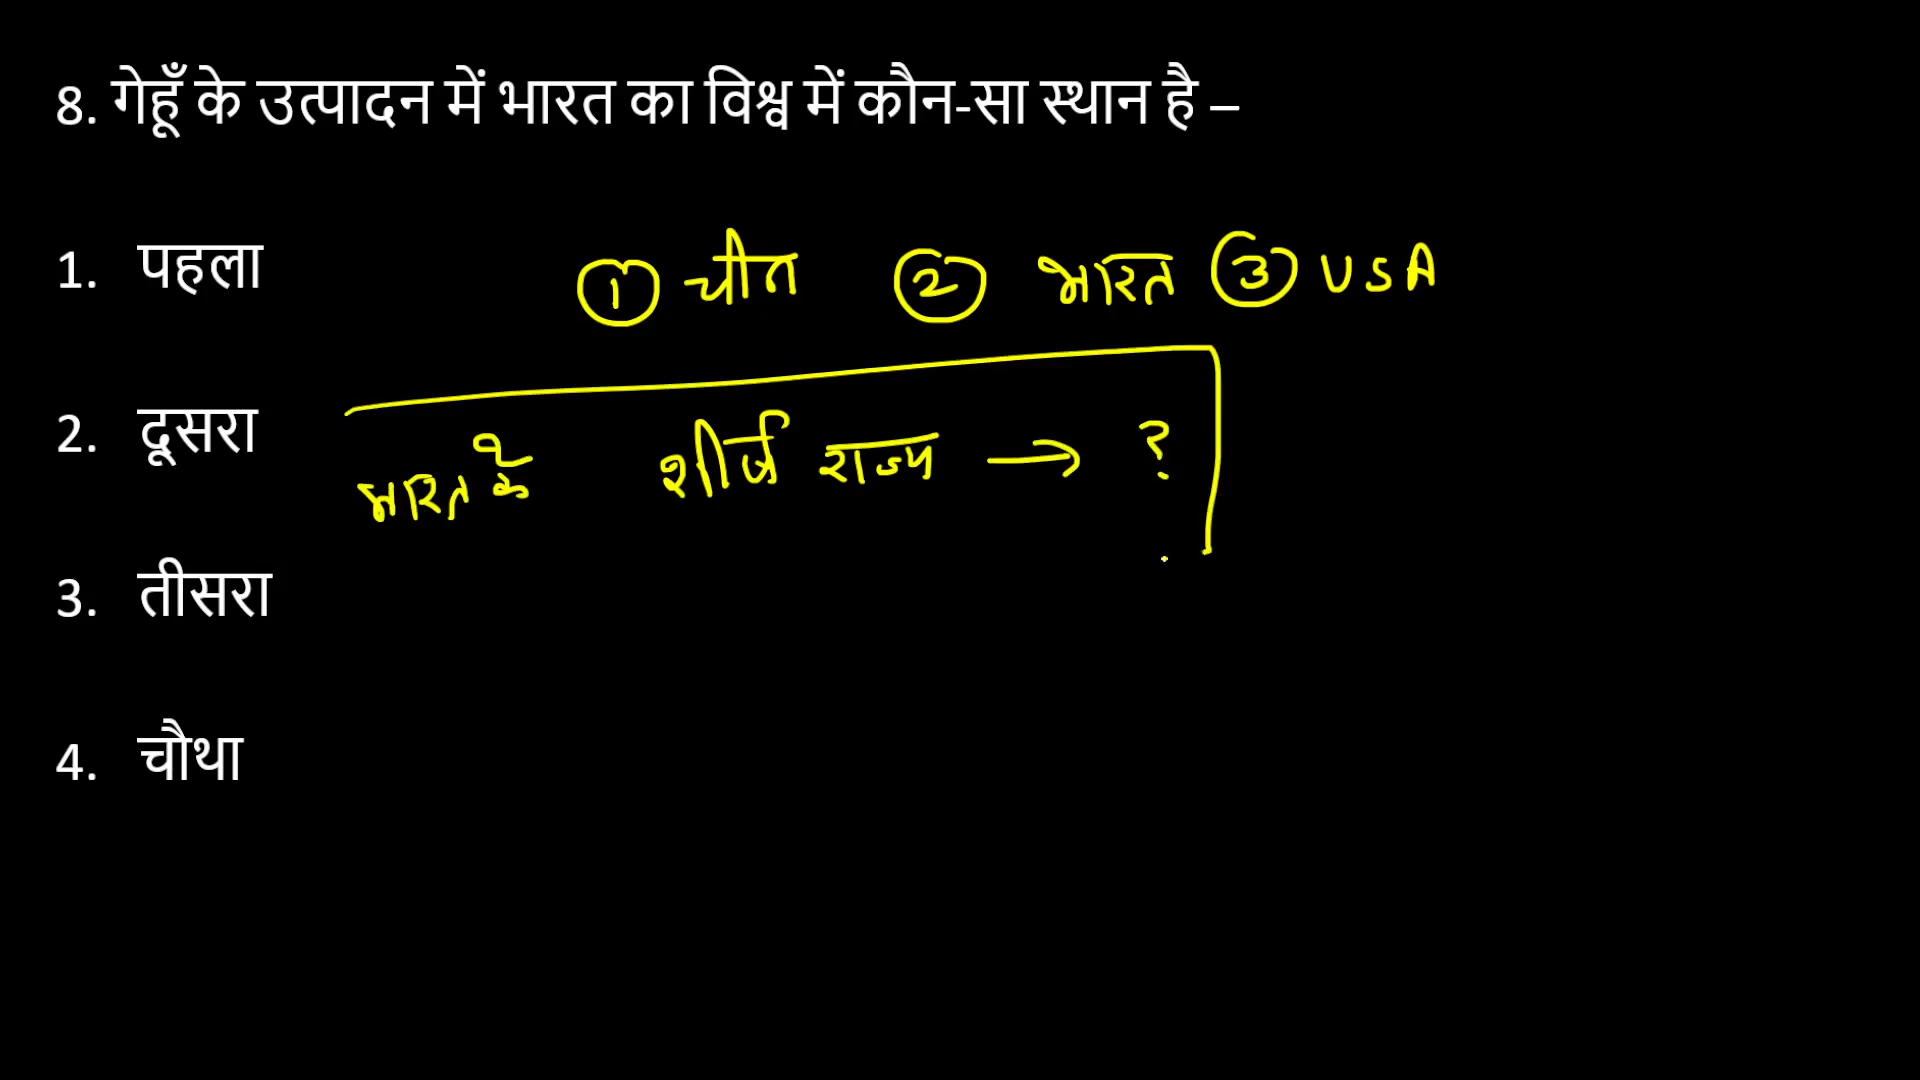 8. गेहूँ के उत्पादन में भारत का विश्व में कौन-सा स्थान है –
1. पहला
① चीन ② भारत ③ USA
2. दूसरा
भारत के शीर्ष राज्य → ?
3. तीसरा
4. चौथा